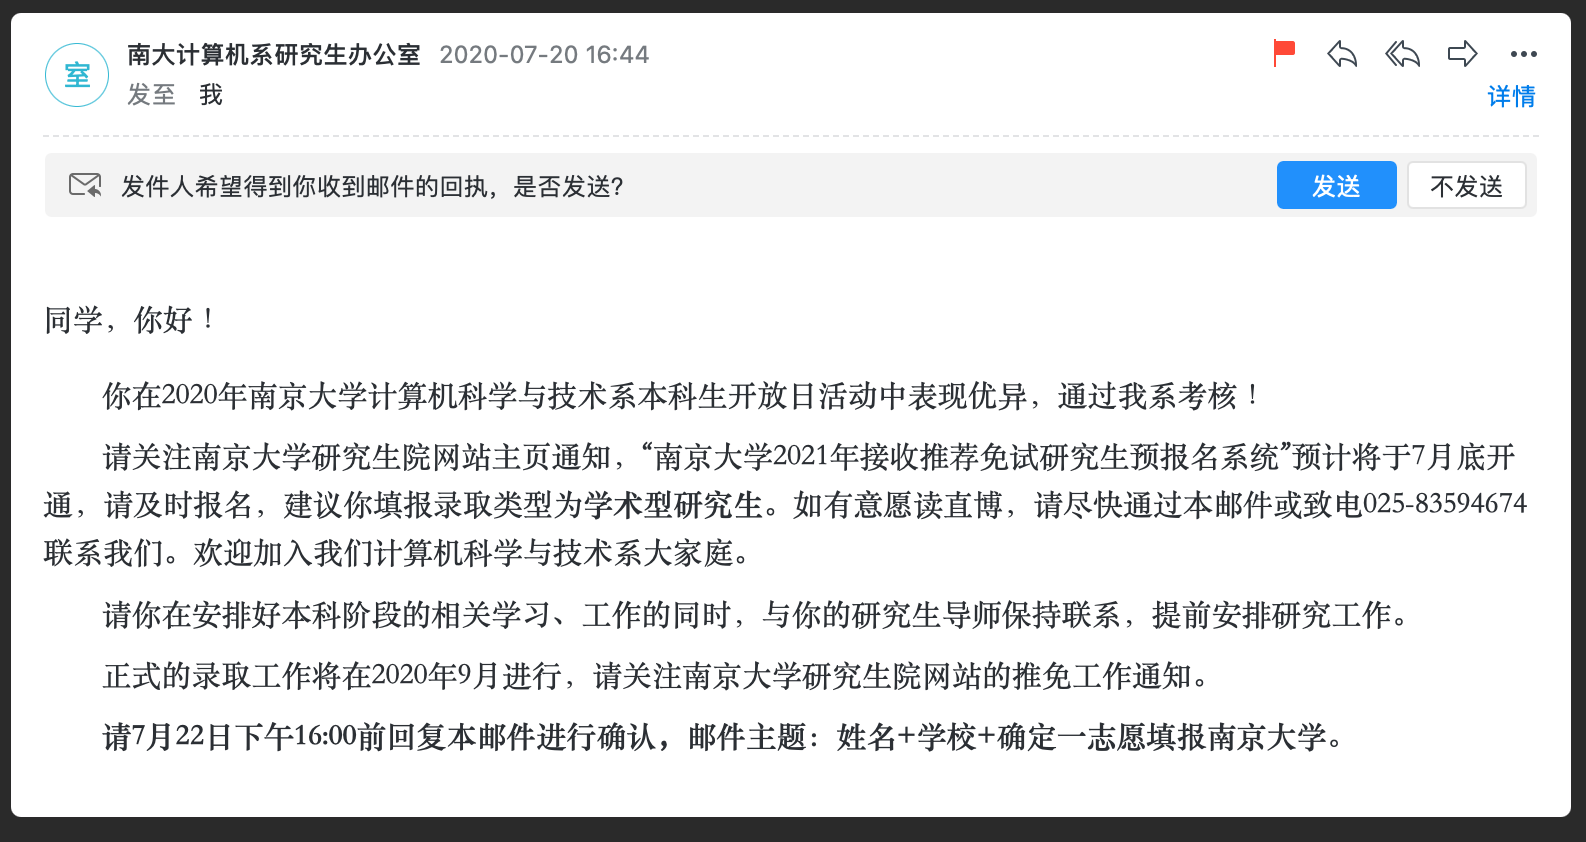 室
南大计算机系研究生办公室 2020-07-20 16:44
发至 我
详情
发件人希望得到你收到邮件的回执，是否发送?
发送 不发送
同学，你好！
你在2020年南京大学计算机科学与技术系本科生开放日活动中表现优异，通过我系考核！
请关注南京大学研究生院网站主页通知，“南京大学2021年接收推荐免试研究生预报名系统”预计将于7月底开
通，请及时报名，建议你填报录取类型为学术型研究生。如有意愿读直博，请尽快通过本邮件或致电025-83594674
联系我们。欢迎加入我们计算机科学与技术系大家庭。
请你在安排好本科阶段的相关学习、工作的同时，与你的研究生导师保持联系，提前安排研究工作。
正式的录取工作将在2020年9月进行，请关注南京大学研究生院网站的推免工作通知。
请7月22日下午16:00前回复本邮件进行确认，邮件主题：姓名+学校+确定一志愿填报南京大学。